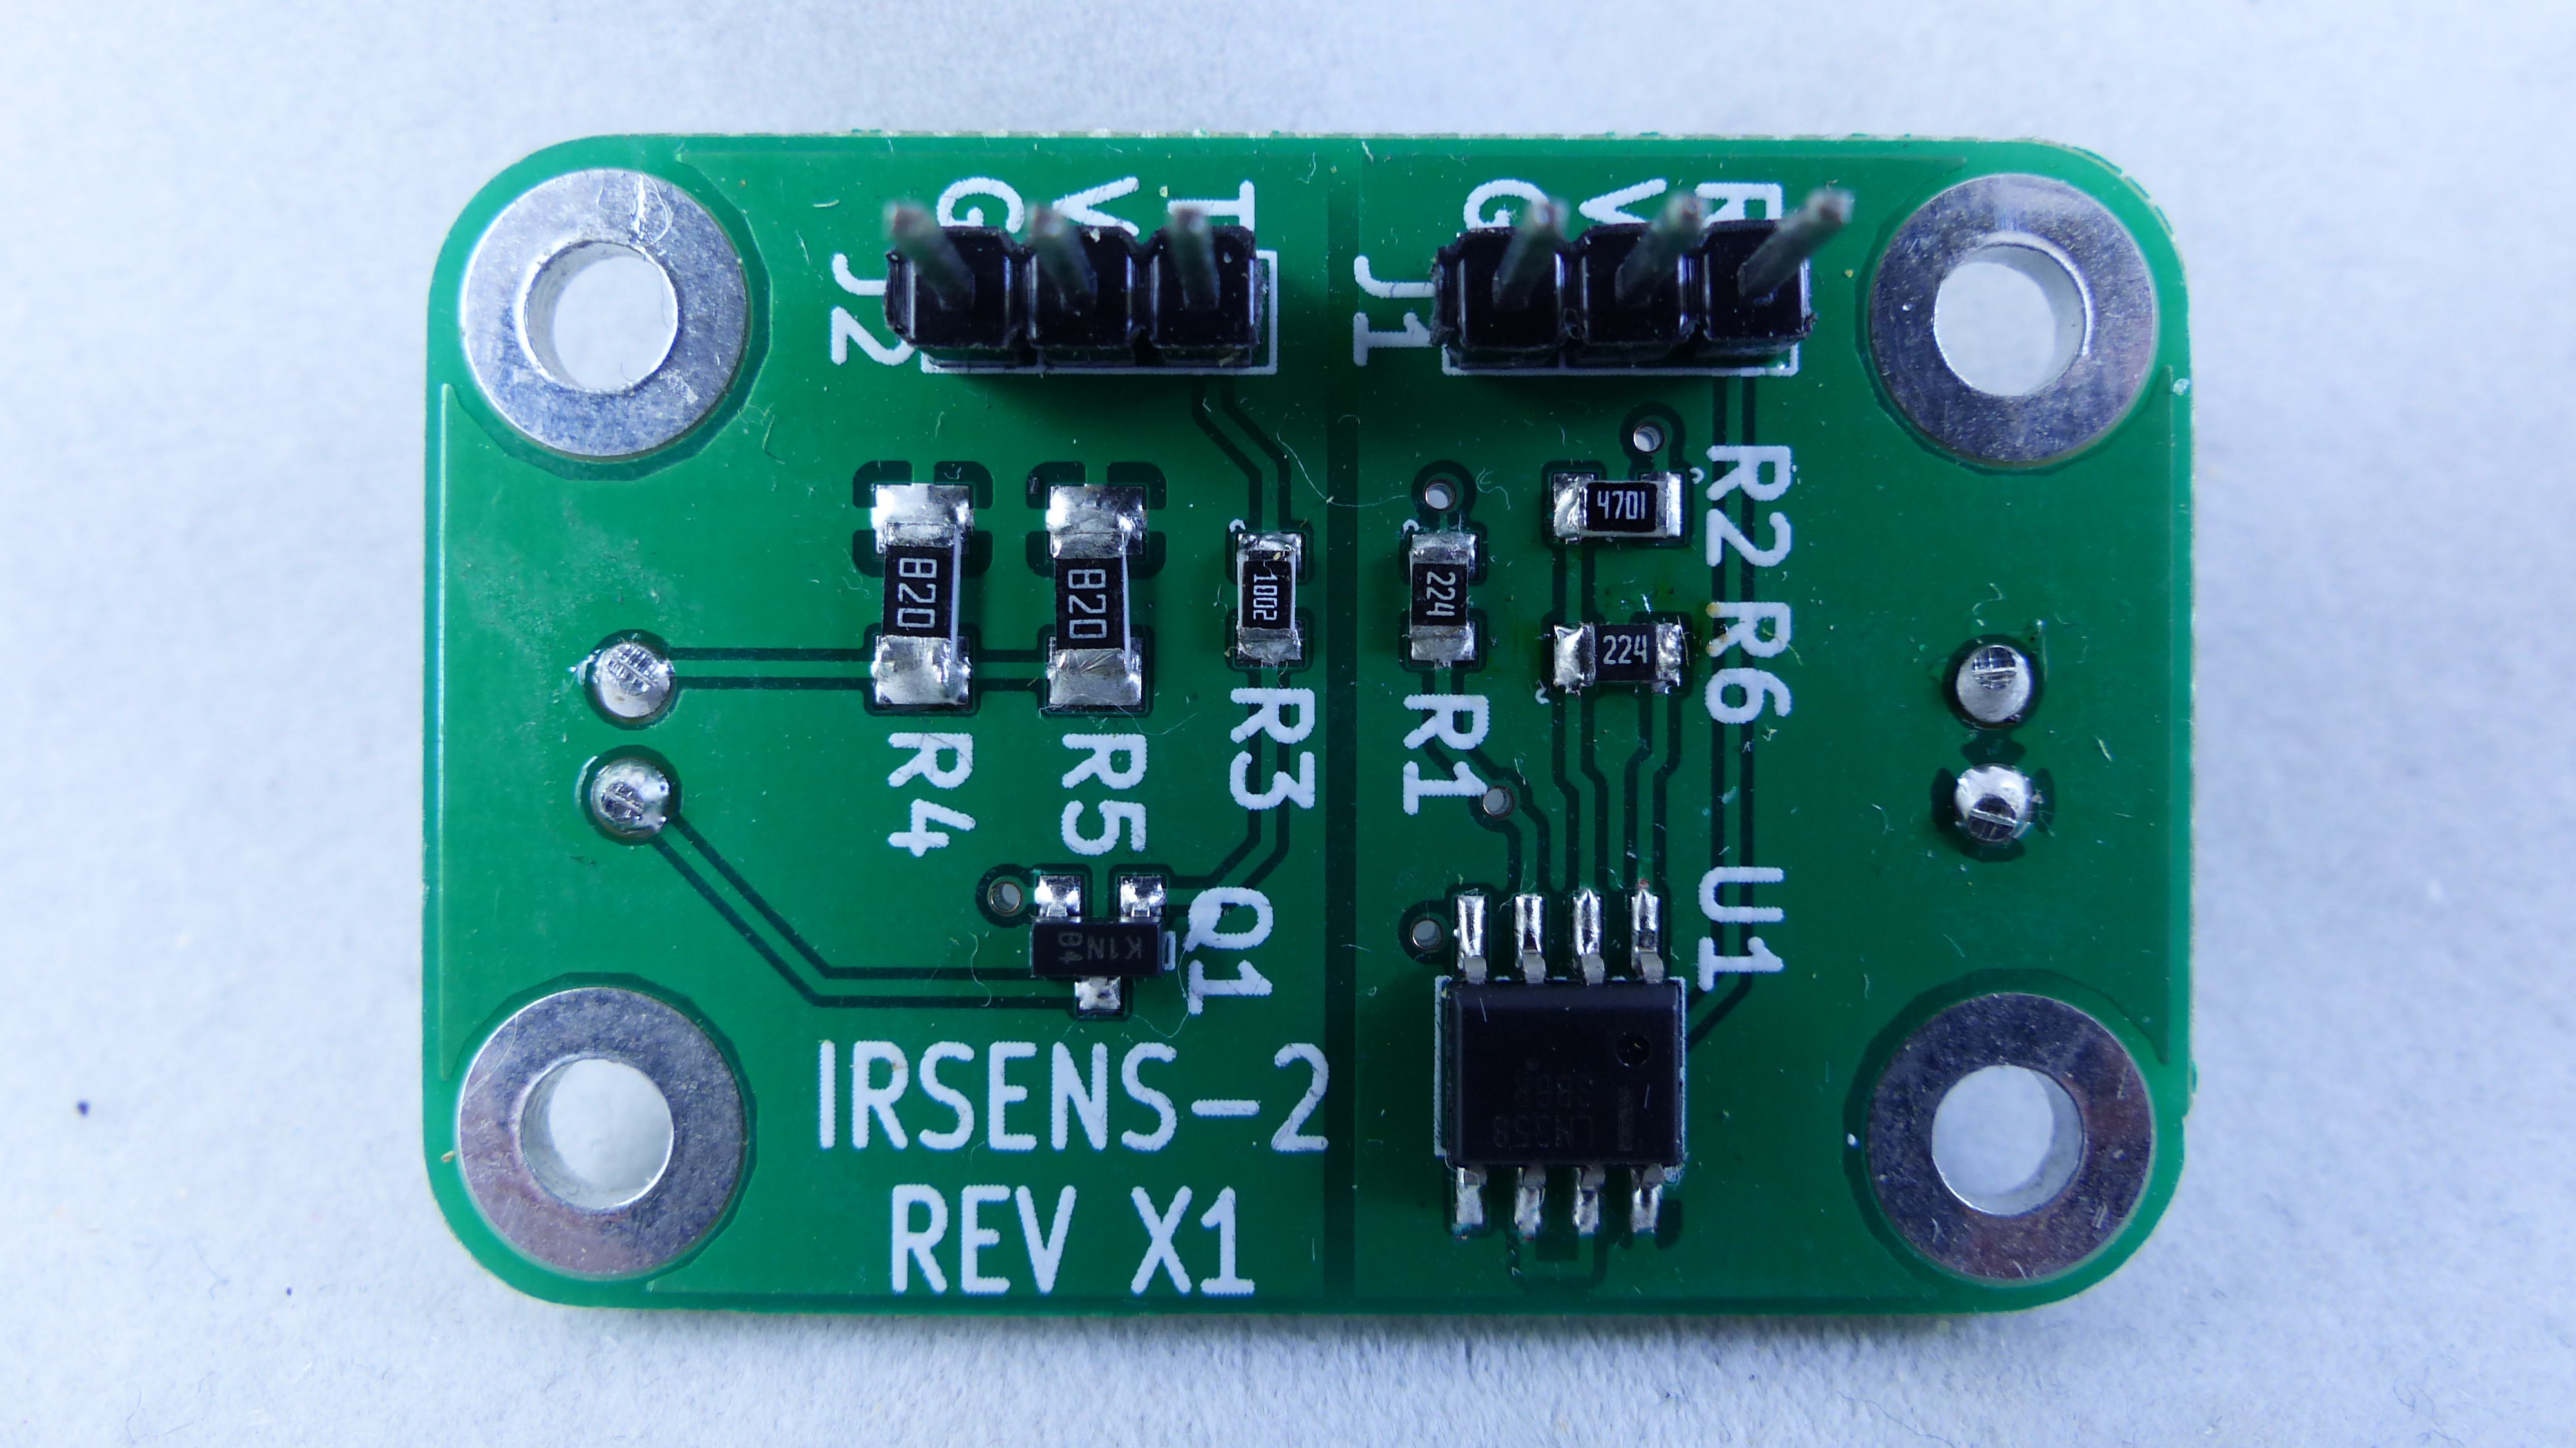 G V T
G V R
J2
J1
820
820
1002
224
4701
224
R2
R6
R3
R1
R4
R5
Q1
U1
K1N
B4
LM358
IRSENS-2
REV X1